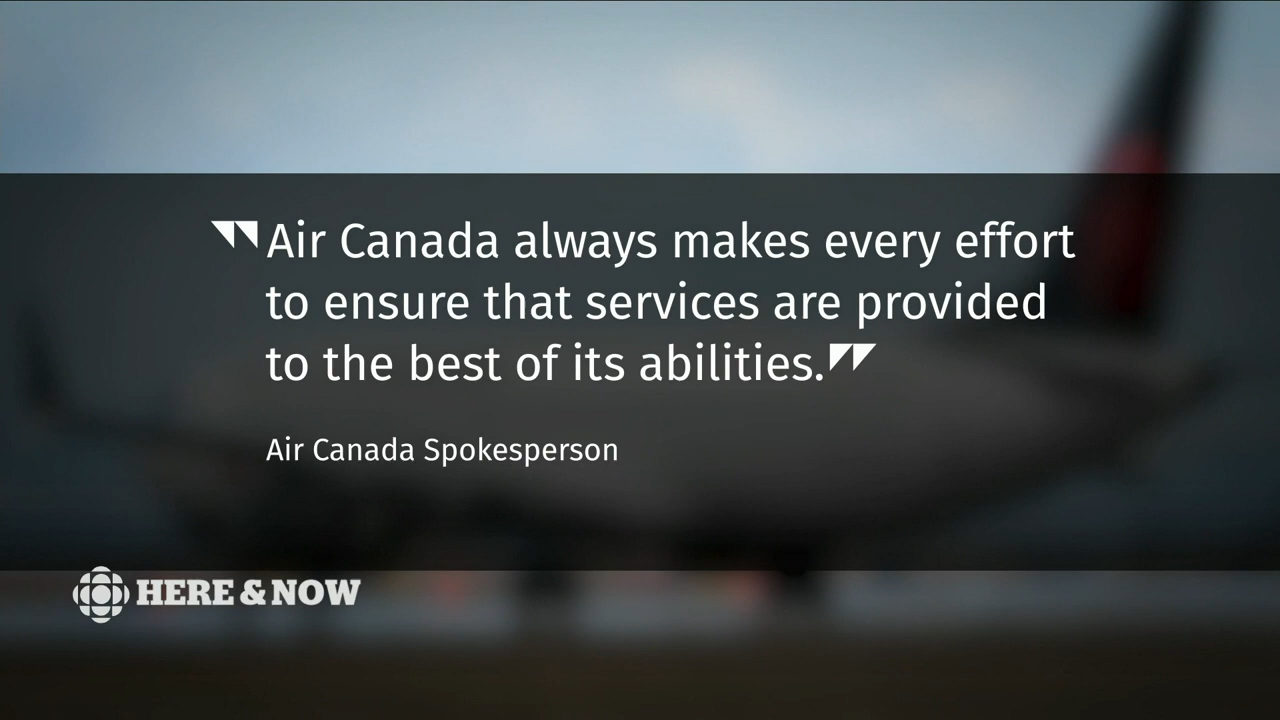 Air Canada always makes every effort
to ensure that services are provided
to the best of its abilities.
Air Canada Spokesperson
HERE & NOW